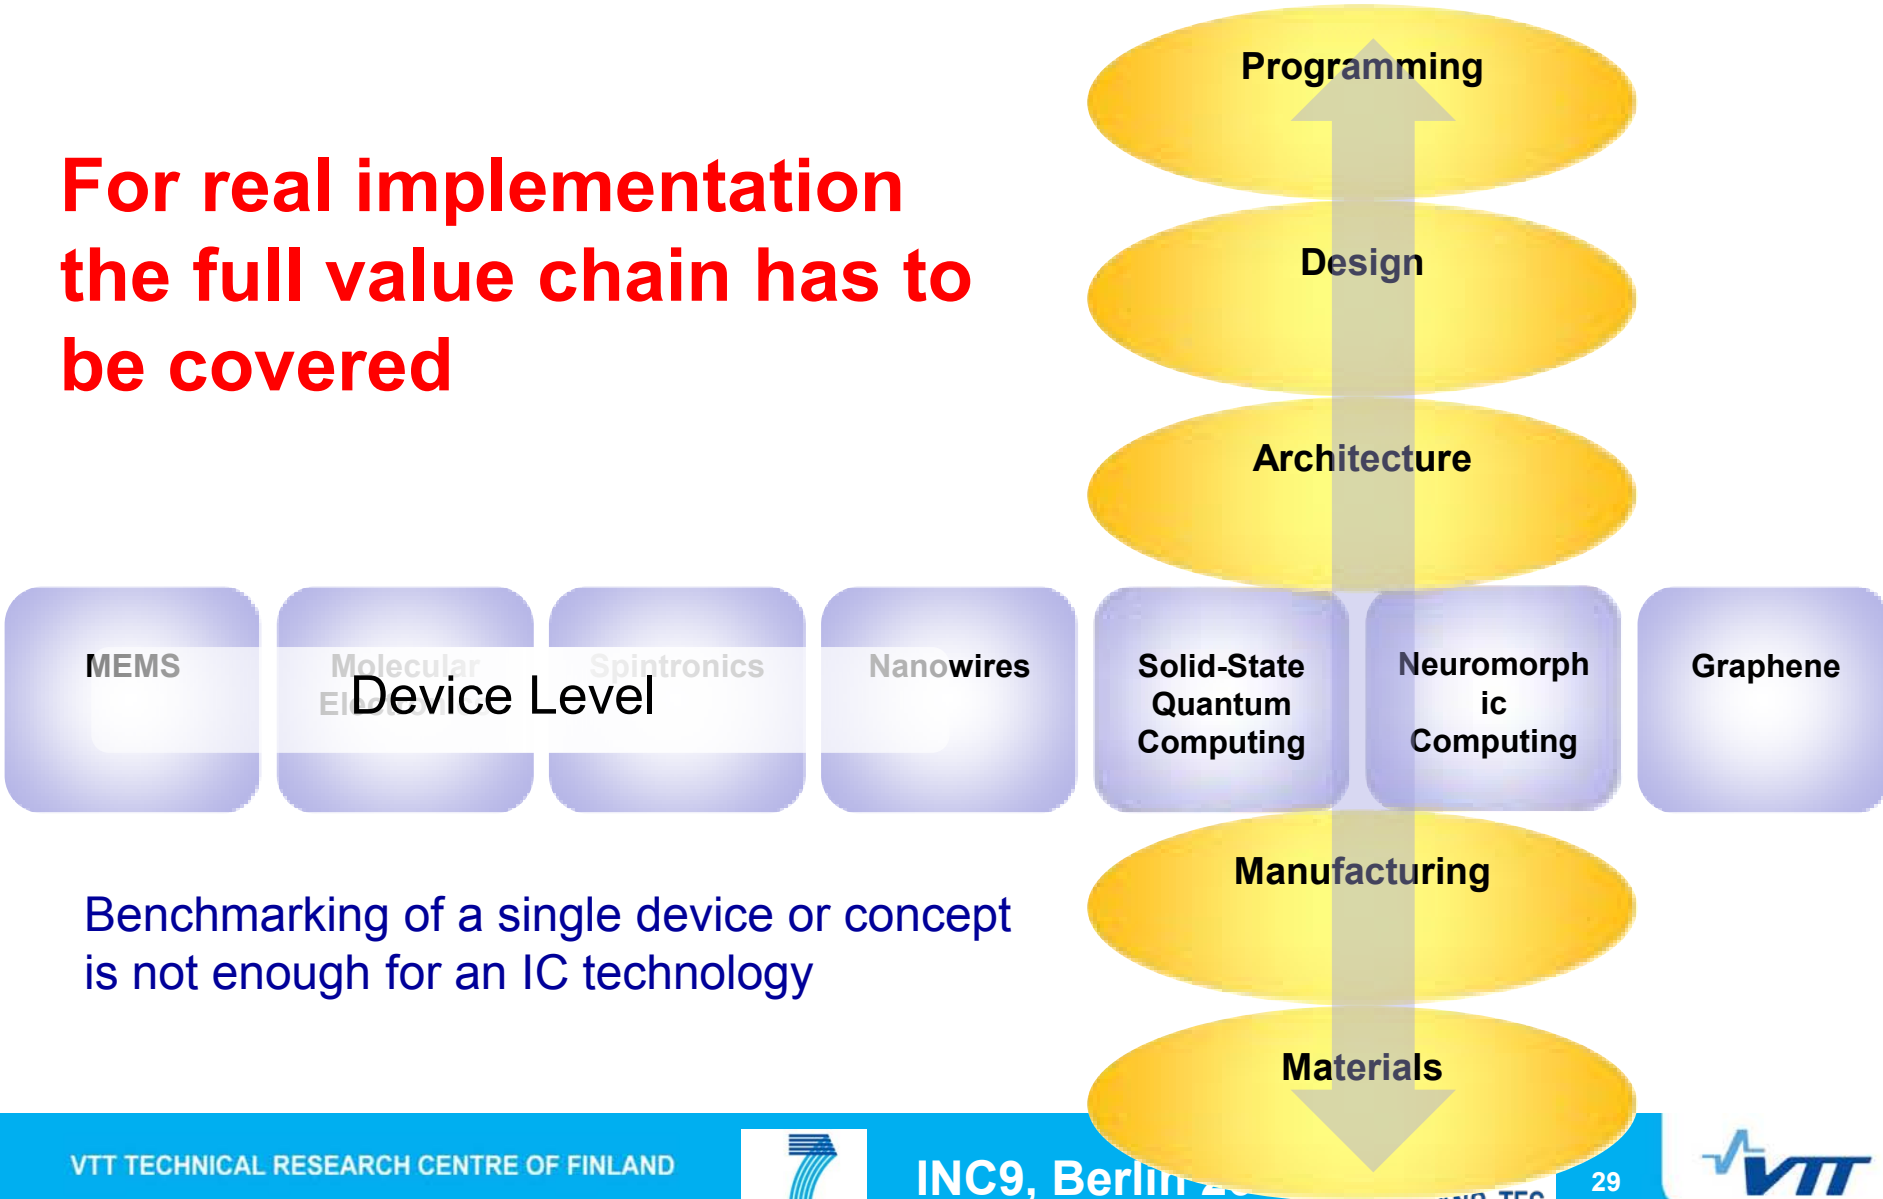 Programming
For real implementation
the full value chain has to
be covered
Design
Architecture
MEMS
Molecular
Spintronics
Nanowires
Device Level
Solid-State
Quantum
Computing
Neuromorph
ic
Computing
Graphene
Manufacturing
Benchmarking of a single device or concept
is not enough for an IC technology
Materials
VTT TECHNICAL RESEARCH CENTRE OF FINLAND
7
INC9, Berlin
29
VTT